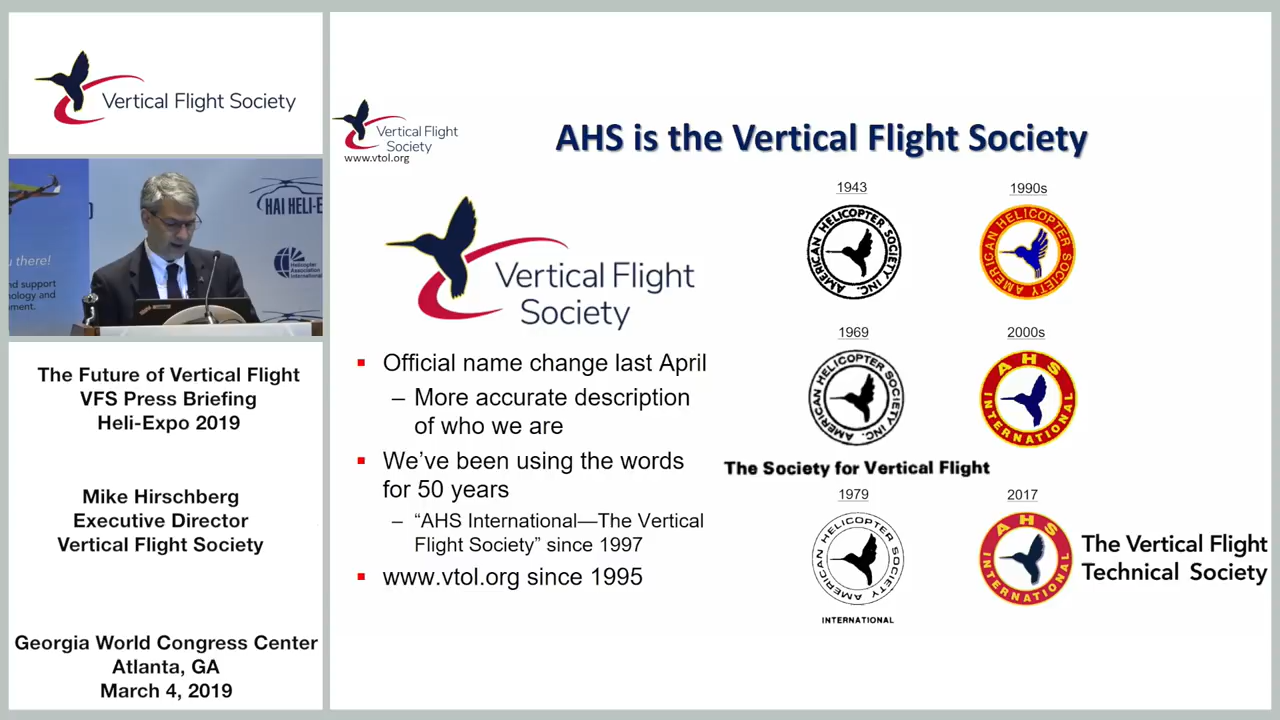 Vertical Flight Society
u there!
nd support
ology and
ment.
HAI HELI-E
Helicopter
Association
International
The Future of Vertical Flight
VFS Press Briefing
Heli-Expo 2019
Mike Hirschberg
Executive Director
Vertical Flight Society
Georgia World Congress Center
Atlanta, GA
March 4, 2019
Vertical Flight
Society
www.vtol.org
AHS is the Vertical Flight Society
Vertical Flight
Society
▪ Official name change last April
– More accurate description
of who we are
▪ We’ve been using the words
for 50 years
– “AHS International—The Vertical
Flight Society” since 1997
▪ www.vtol.org since 1995
1943
AMERICAN HELICOPTER SOCIETY INC.
1990s
AMERICAN HELICOPTER SOCIETY
1969
AMERICAN HELICOPTER SOCIETY INC.
2000s
AHS
INTERNATIONAL
The Society for Vertical Flight
1979
AMERICAN HELICOPTER SOCIETY
INTERNATIONAL
2017
AHS
INTERNATIONAL
The Vertical Flight
Technical Society